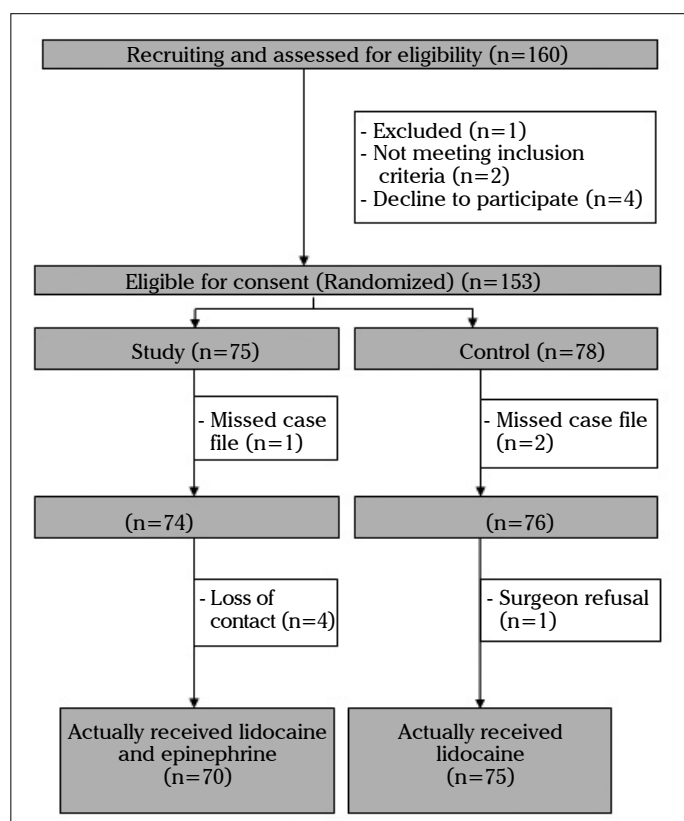 Recruiting and assessed for eligibility (n=160)
- Excluded (n=1)
- Not meeting inclusion
criteria (n=2)
- Decline to participate (n=4)
Eligible for consent (Randomized) (n=153)
Study (n=75)
Control (n=78)
- Missed case
file (n=1)
- Missed case file
(n=2)
(n=74)
(n=76)
- Loss of
contact (n=4)
- Surgeon refusal
(n=1)
Actually received lidocaine
and epinephrine
(n=70)
Actually received
lidocaine
(n=75)